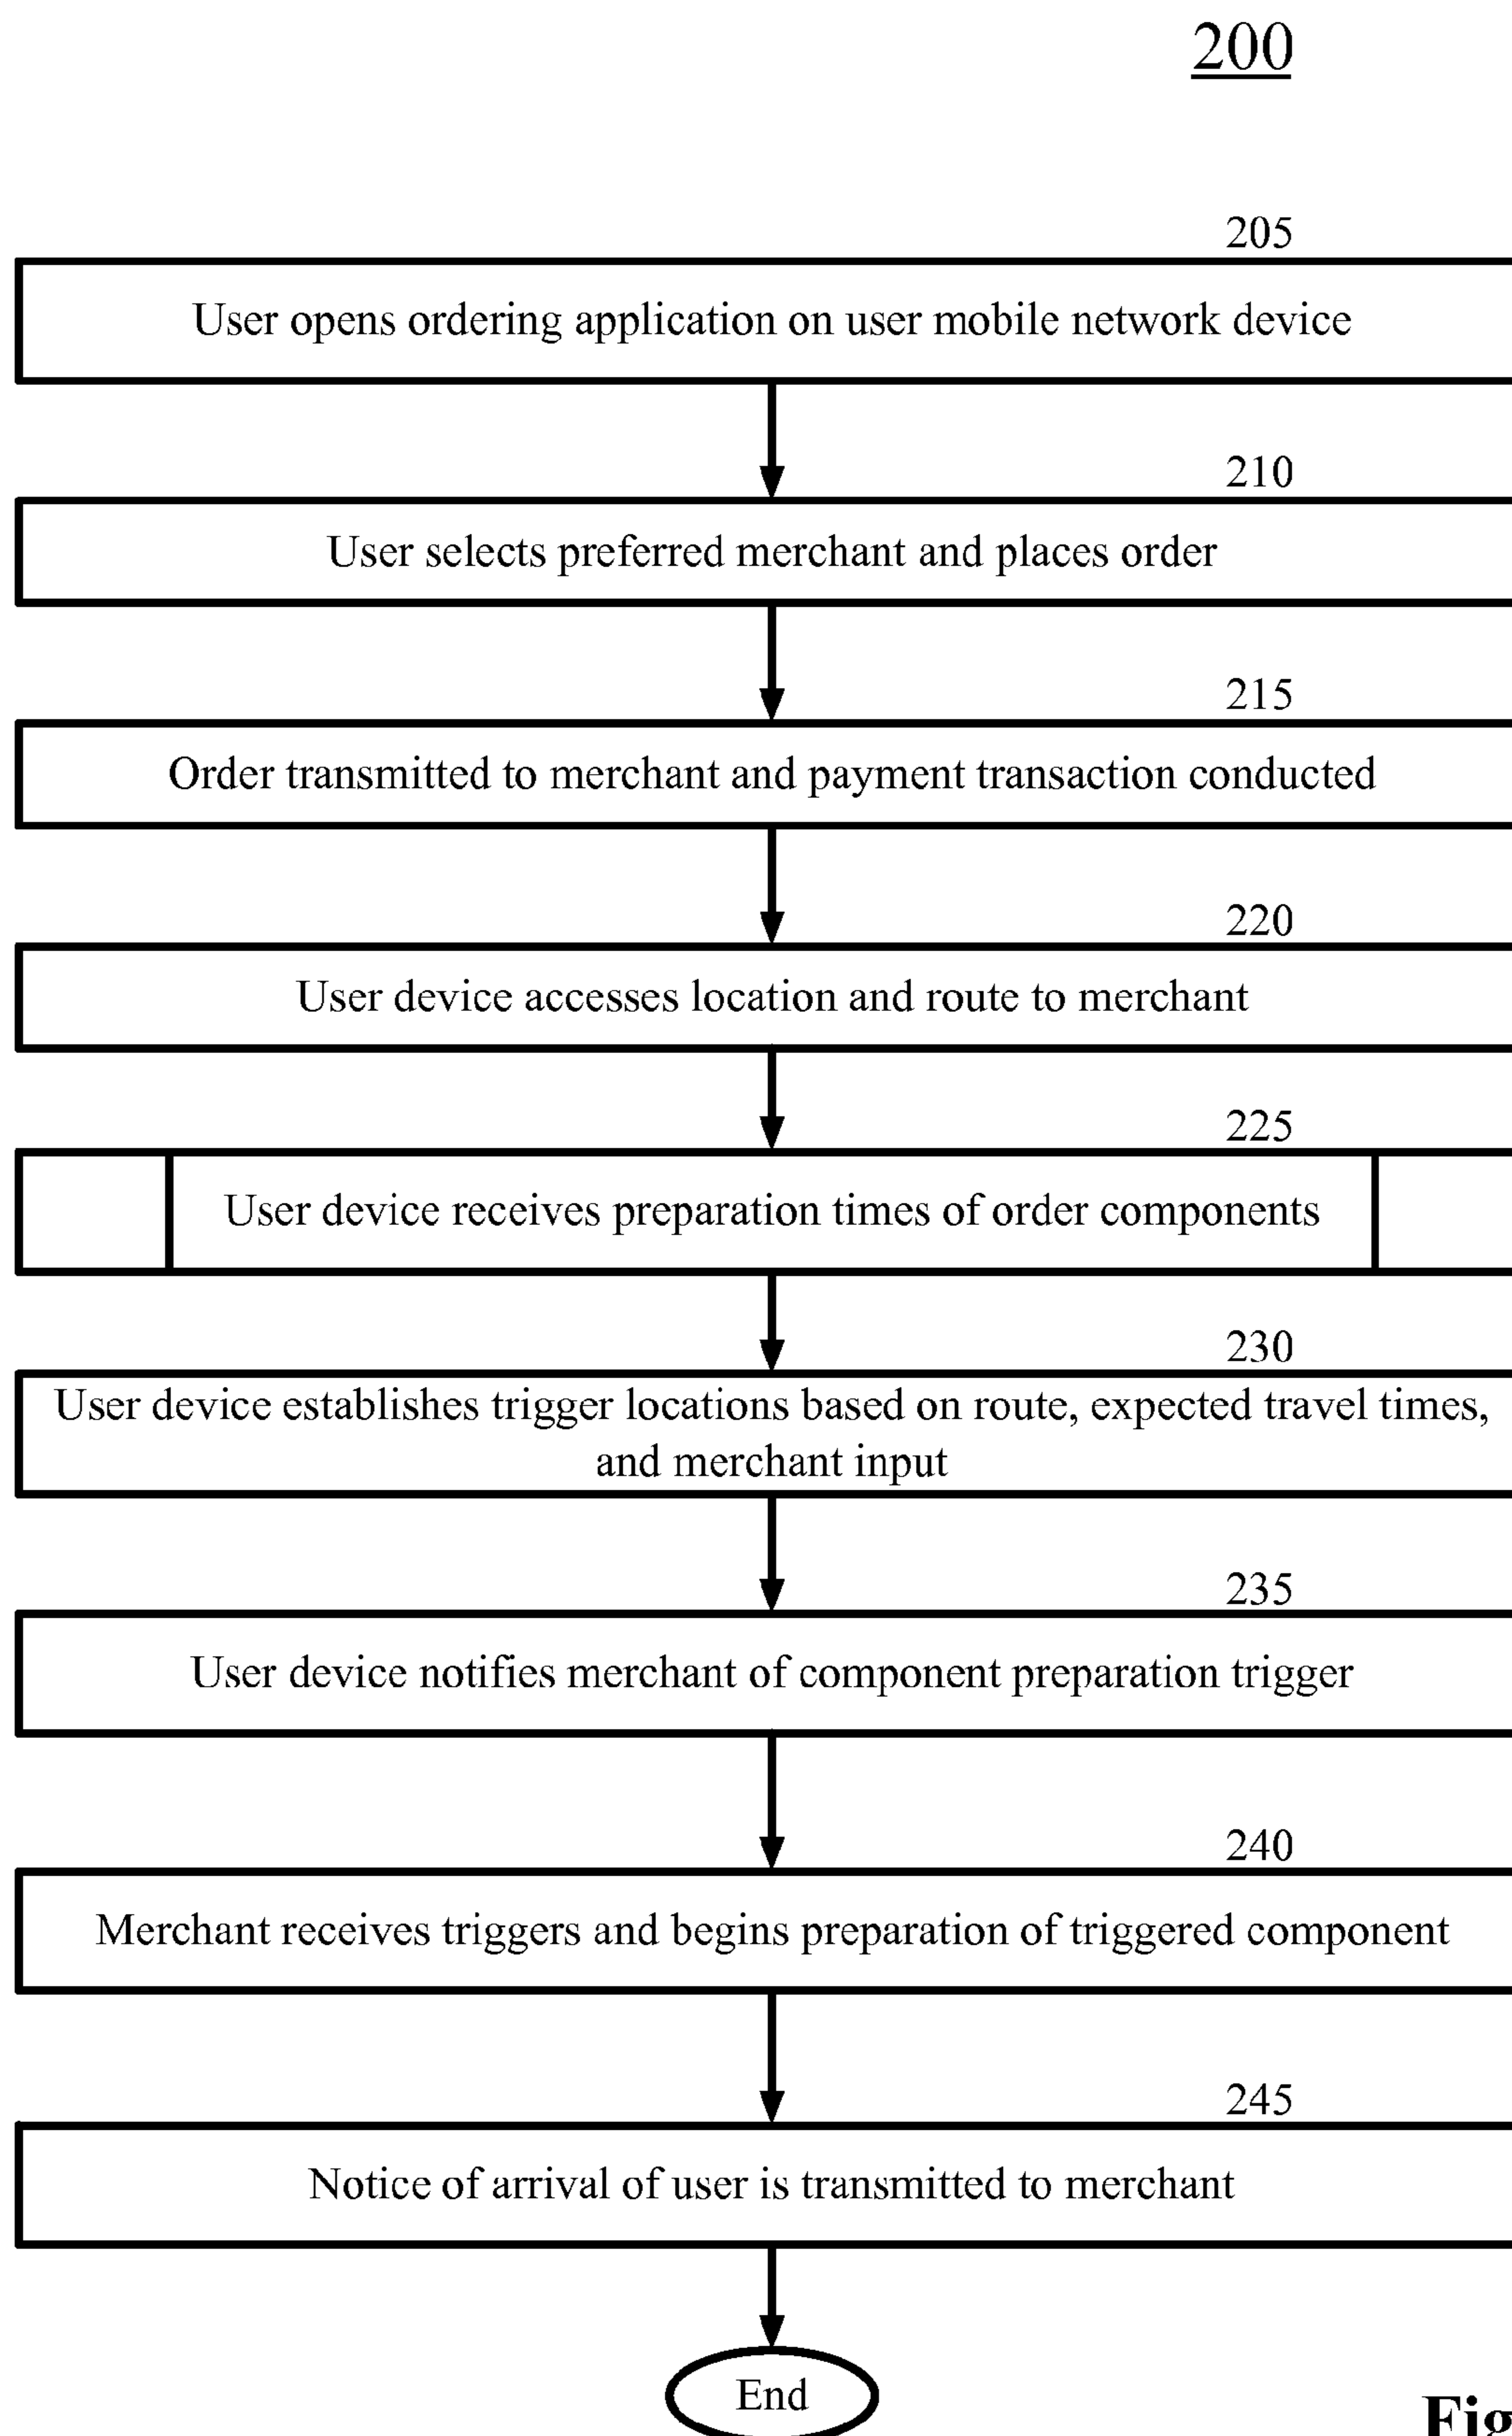 200
205
User opens ordering application on user mobile network device
210
User selects preferred merchant and places order
215
Order transmitted to merchant and payment transaction conducted
220
User device accesses location and route to merchant
225
User device receives preparation times of order components
230
User device establishes trigger locations based on route, expected travel times,
and merchant input
235
User device notifies merchant of component preparation trigger
240
Merchant receives triggers and begins preparation of triggered component
245
Notice of arrival of user is transmitted to merchant
End
Fig